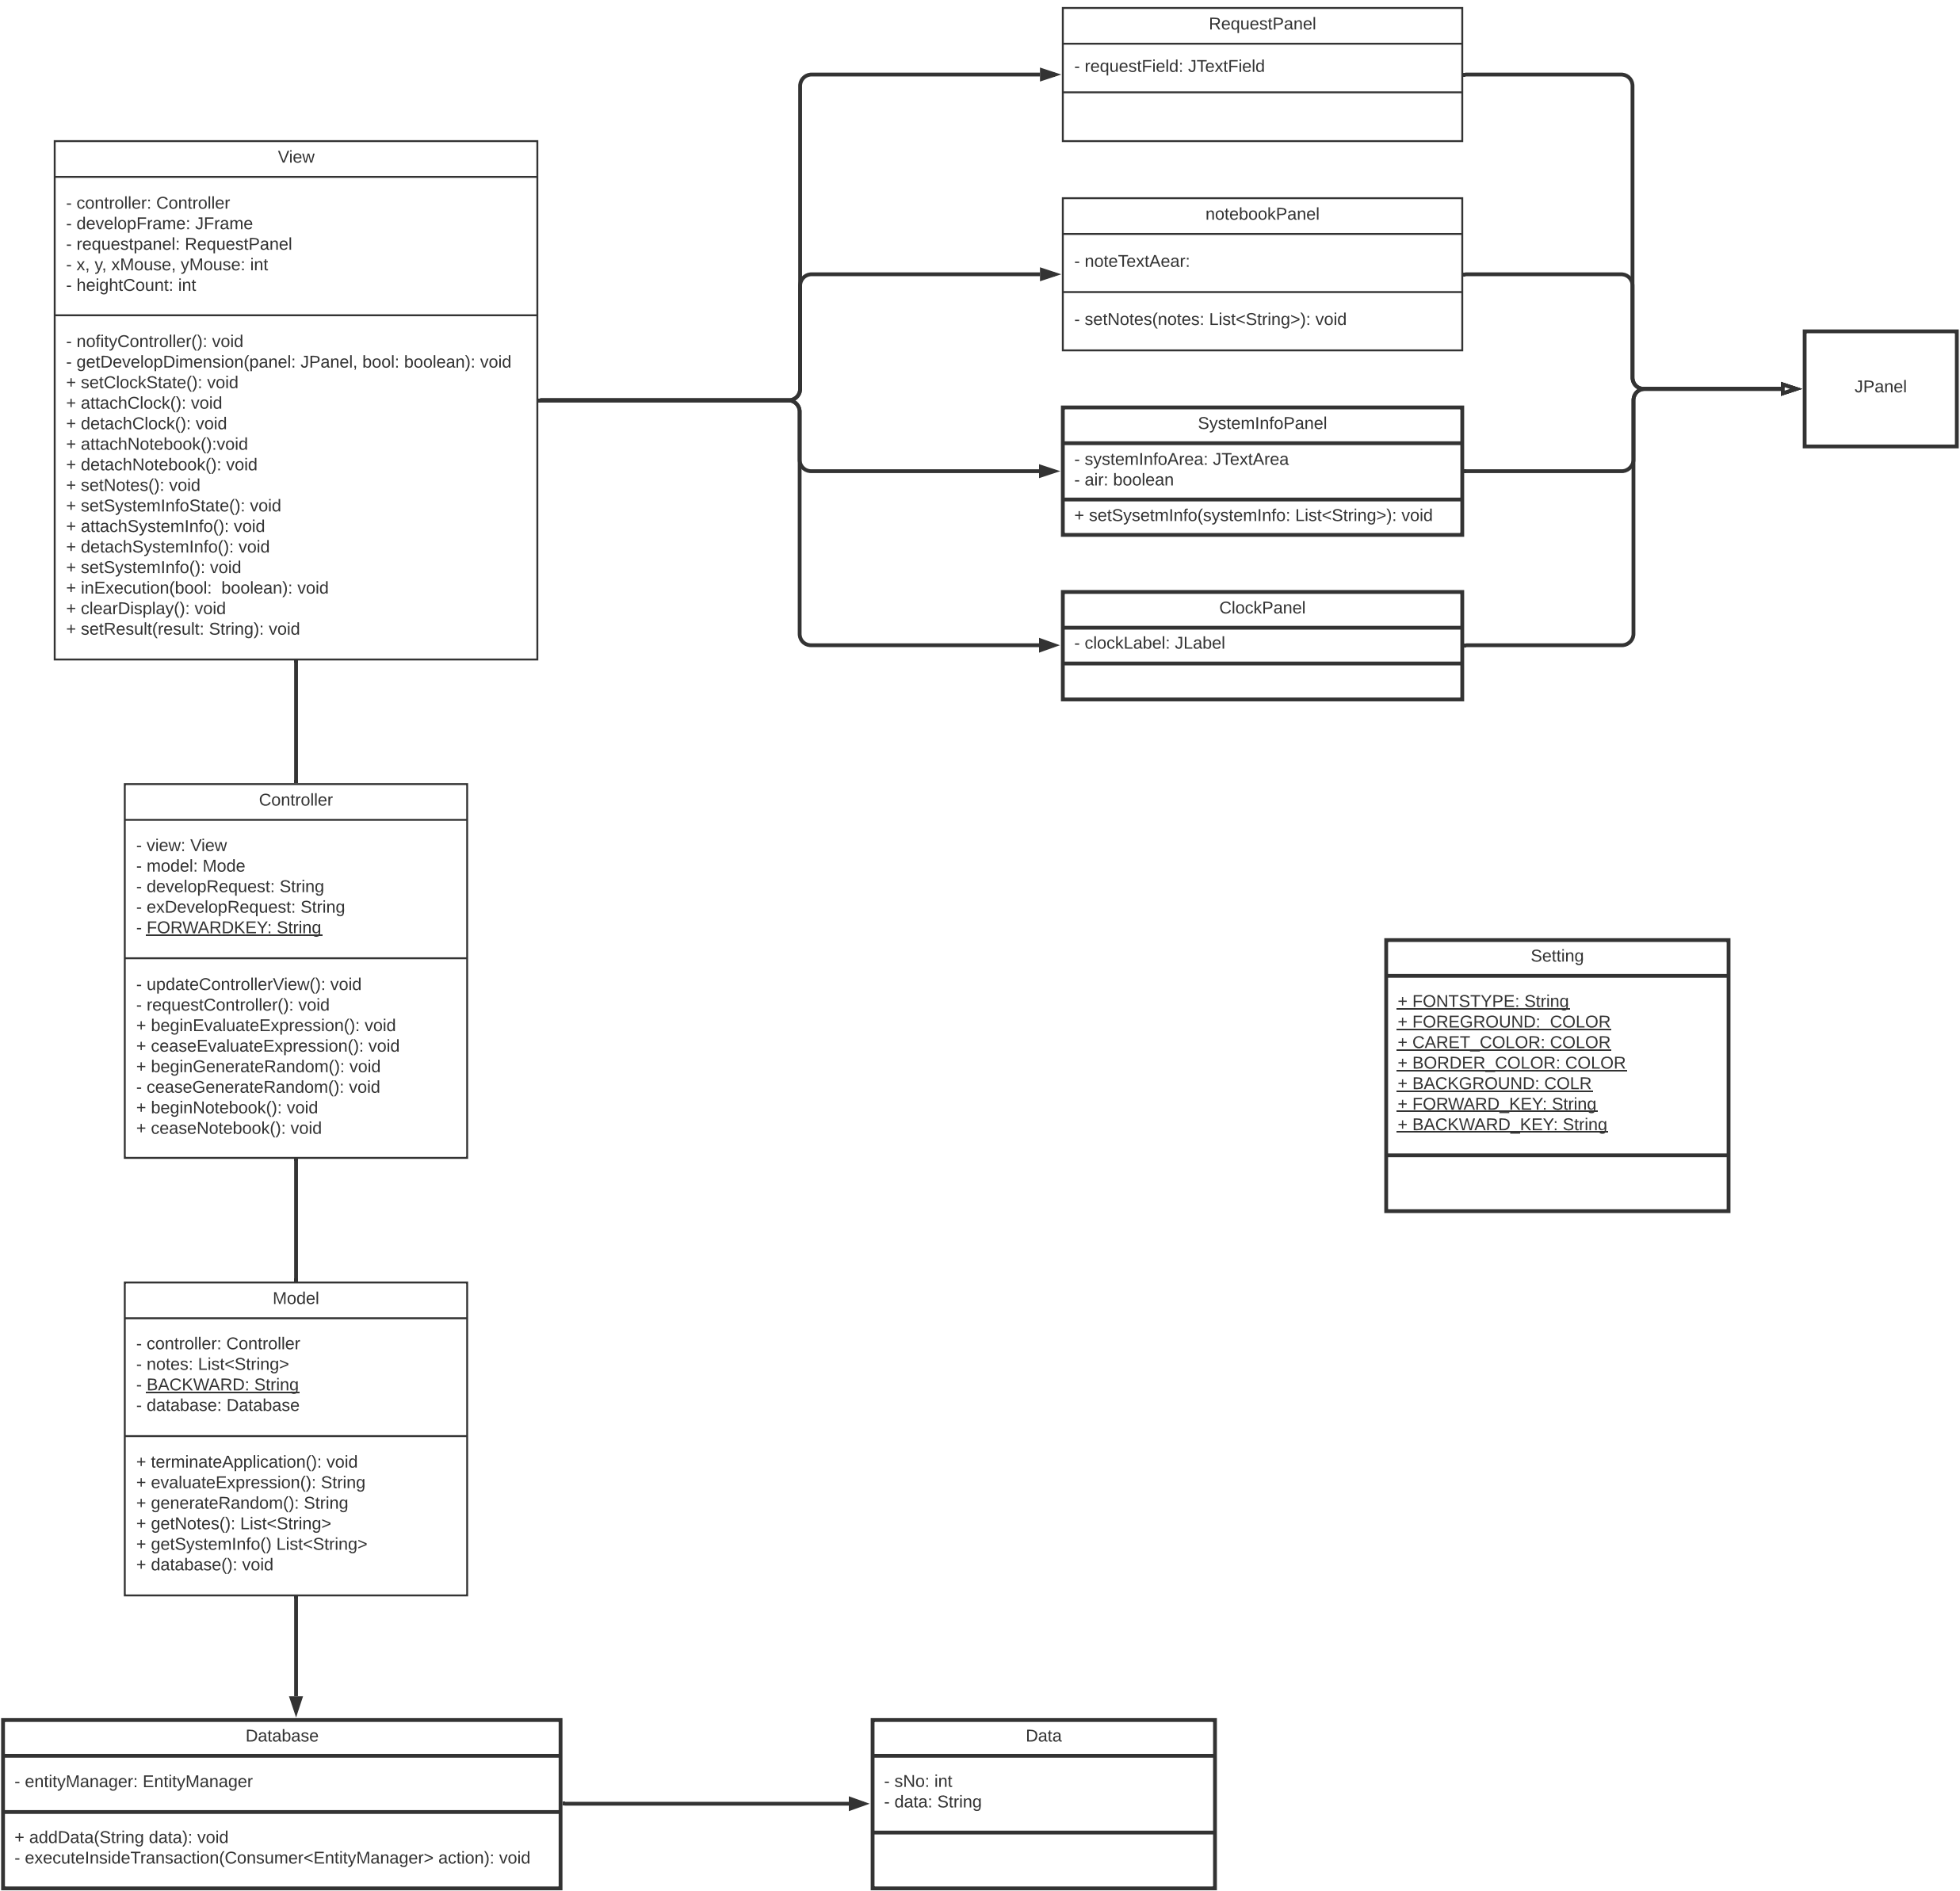 RequestPanel
- requestField: JTextField
View
- controller: Controller
- developFrame: JFrame
- requestpanel: RequestPanel
- x, y, xMouse, yMouse: int
- heightCount: int
- nofityController(): void
- getDevelopDimension(panel: JPanel, bool: boolean): void
+ setClockState(): void
+ attachClock(): void
+ detachClock(): void
+ attachNotebook():void
+ detachNotebook(): void
+ setNotes(): void
+ setSystemInfoState(): void
+ attachSystemInfo(): void
+ detachSystemInfo(): void
+ setSystemInfo(): void
+ inExecution(bool:  boolean): void
+ clearDisplay(): void
+ setResult(result: String): void
notebookPanel
- noteTextAear:
- setNotes(notes: List<String>): void
JPanel
SystemInfoPanel
- systemInfoArea: JTextArea
- air: boolean
+ setSysetmInfo(systemInfo: List<String>): void
ClockPanel
- clockLabel: JLabel
Controller
- view: View
- model: Mode
- developRequest: String
- exDevelopRequest: String
- FORWARDKEY: String
- updateControllerView(): void
- requestController(): void
+ beginEvaluateExpression(): void
+ ceaseEvaluateExpression(): void
+ beginGenerateRandom(): void
- ceaseGenerateRandom(): void
+ beginNotebook(): void
+ ceaseNotebook(): void
Setting
+ FONTSTYPE: String
+ FOREGROUND:  COLOR
+ CARET_COLOR: COLOR
+ BORDER_COLOR: COLOR
+ BACKGROUND: COLR
+ FORWARD_KEY: String
+ BACKWARD_KEY: String
Model
- controller: Controller
- notes: List<String>
- BACKWARD: String
- database: Database
+ terminateApplication(): void
+ evaluateExpression(): String
+ generateRandom(): String
+ getNotes(): List<String>
+ getSystemInfo() List<String>
+ database(): void
Database
- entityManager: EntityManager
+ addData(String data): void
- executeInsideTransaction(Consumer<EntityManager> action): void
Data
- sNo: int
- data: String